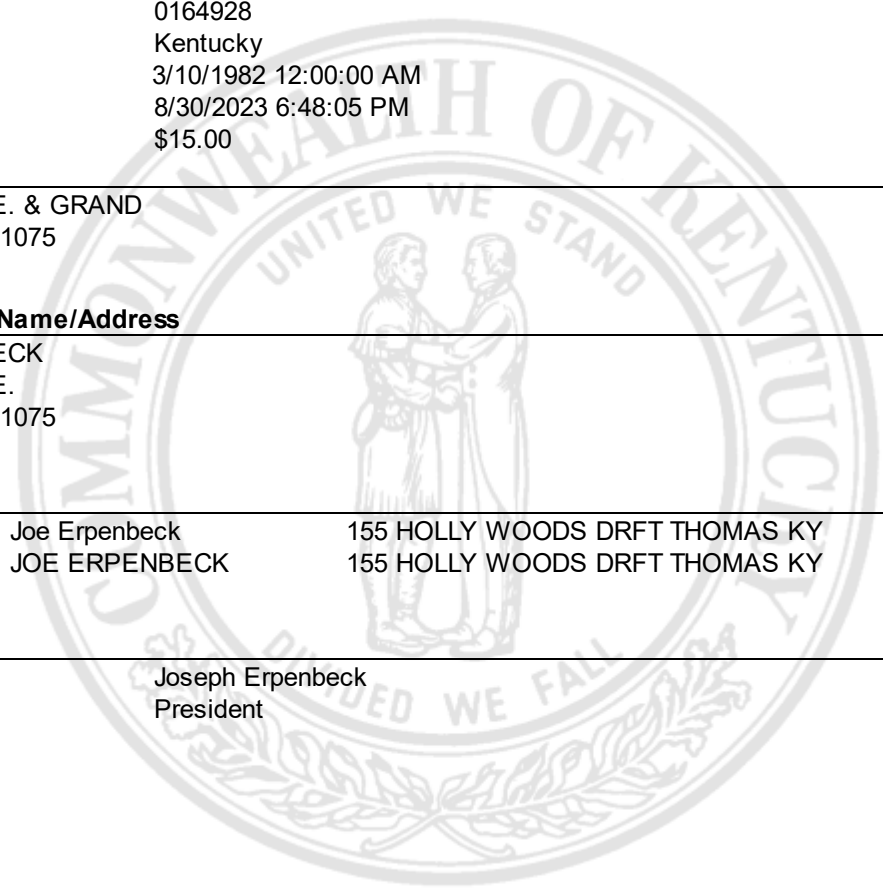 0164928
Kentucky
3/10/1982 12:00:00 AM
8/30/2023 6:48:05 PM
$15.00
E. & GRAND
1075
Name/Address
ECK
E.
1075
Joe Erpenbeck 155 HOLLY WOODS DRFT THOMAS KY
JOE ERPENBECK 155 HOLLY WOODS DRFT THOMAS KY
Joseph Erpenbeck
President
COMMONWEALTH OF KENTUCKY
UNITED WE STAND
DIVIDED WE FALL